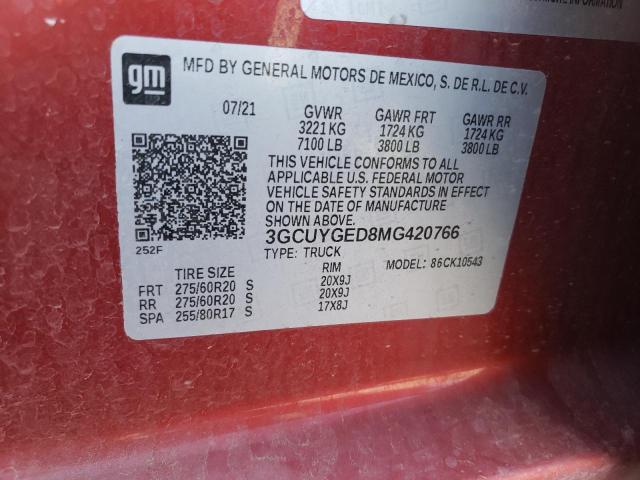 INFORMATION
gm
MFD BY GENERAL MOTORS DE MEXICO, S. DE R.L. DE C.V.
07/21 GVWR GAWR FRT GAWR RR
3221 KG 1724 KG 1724 KG
7100 LB 3800 LB 3800 LB
THIS VEHICLE CONFORMS TO ALL
APPLICABLE U.S. FEDERAL MOTOR
VEHICLE SAFETY STANDARDS IN EFFECT
ON THE DATE OF MANUFACTURE
SHOWN ABOVE.
3GCUYGED8MG420766
252F
TYPE: TRUCK MODEL: 86CK10543
TIRE SIZE RIM
FRT 275/60R20 S 20X9J
RR 275/60R20 S 20X9J
SPA 255/80R17 S 17X8J